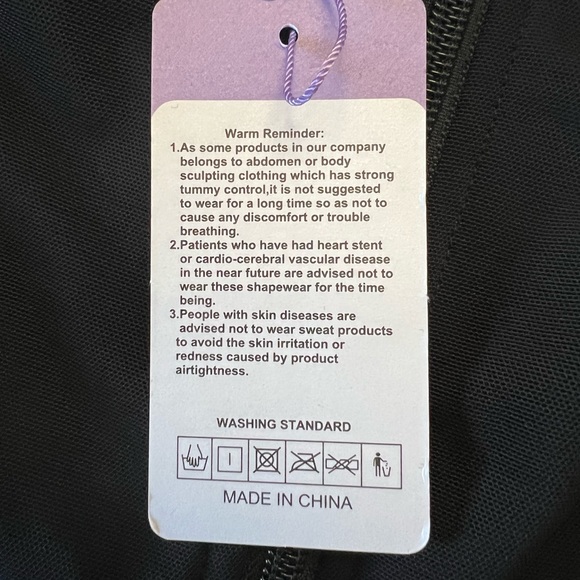 Warm Reminder:
1.As some products in our company
belongs to abdomen or body
sculpting clothing which has strong
tummy control,it is not suggested
to wear for a long time so as not to
cause any discomfort or trouble
breathing.
2.Patients who have had heart stent
or cardio-cerebral vascular disease
in the near future are advised not to
wear these shapewear for the time
being.
3.People with skin diseases are
advised not to wear sweat products
to avoid the skin irritation or
redness caused by product
airtightness.
WASHING STANDARD
MADE IN CHINA